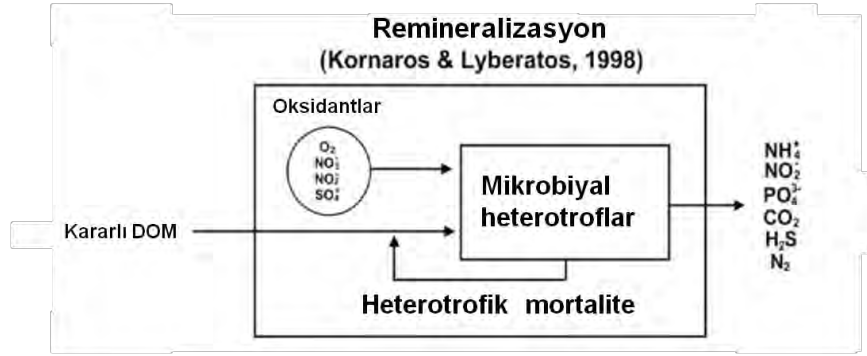 Remineralizasyon
(Kornaros & Lyberatos, 1998)
Oksidantlar
O₂
NO₃⁻
NO₂⁻
SO₄⁼
Mikrobiyal
heterotroflar
Kararlı DOM
Heterotrofik mortalite
NH₄⁺
NO₂⁻
PO₄³⁻
CO₂
H₂S
N₂